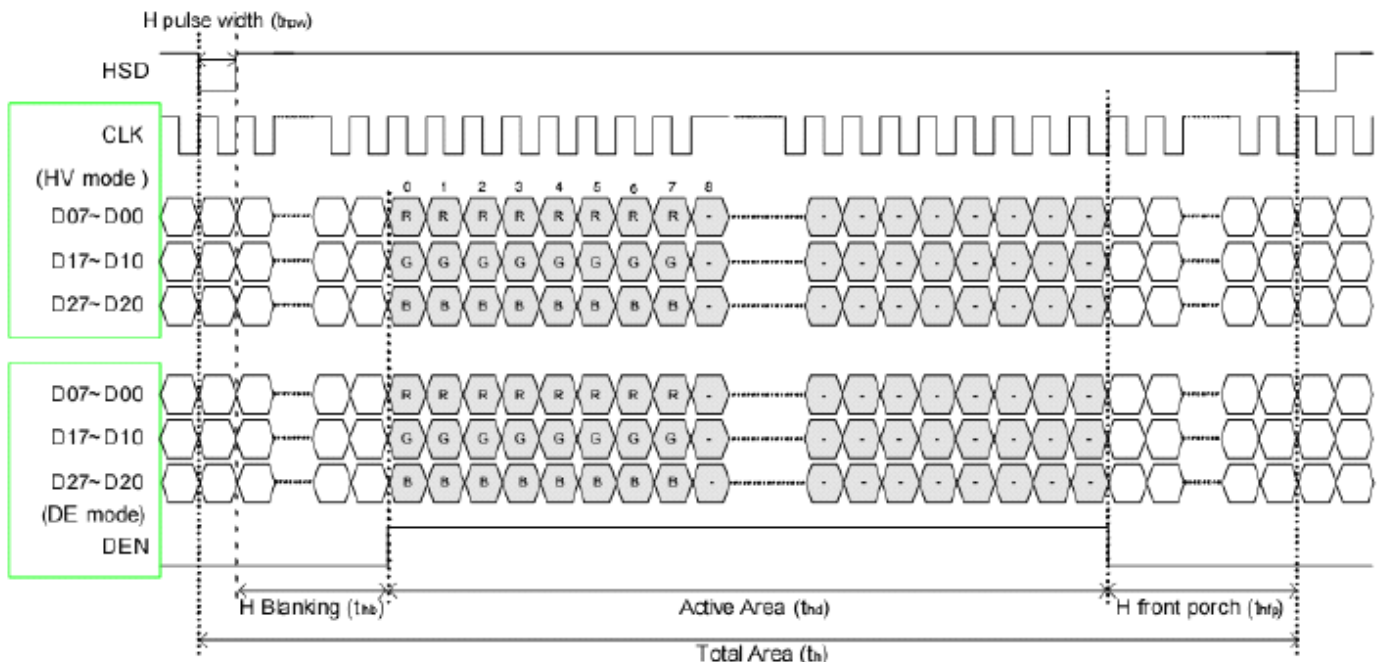 H pulse width (thpw)
HSD
CLK
(HV mode )
0 1 2 3 4 5 6 7 8
D07~D00 R R R R R R R R - - - - - - - - -
D17~D10 G G G G G G G G - - - - - - - - -
D27~D20 B B B B B B B B - - - - - - - - -
D07~D00 R R R R R R R R - - - - - - - - -
D17~D10 G G G G G G G G - - - - - - - - -
D27~D20 B B B B B B B B - - - - - - - - -
(DE mode)
DEN
H Blanking (thb) Active Area (thd) H front porch (thfp)
Total Area (th)